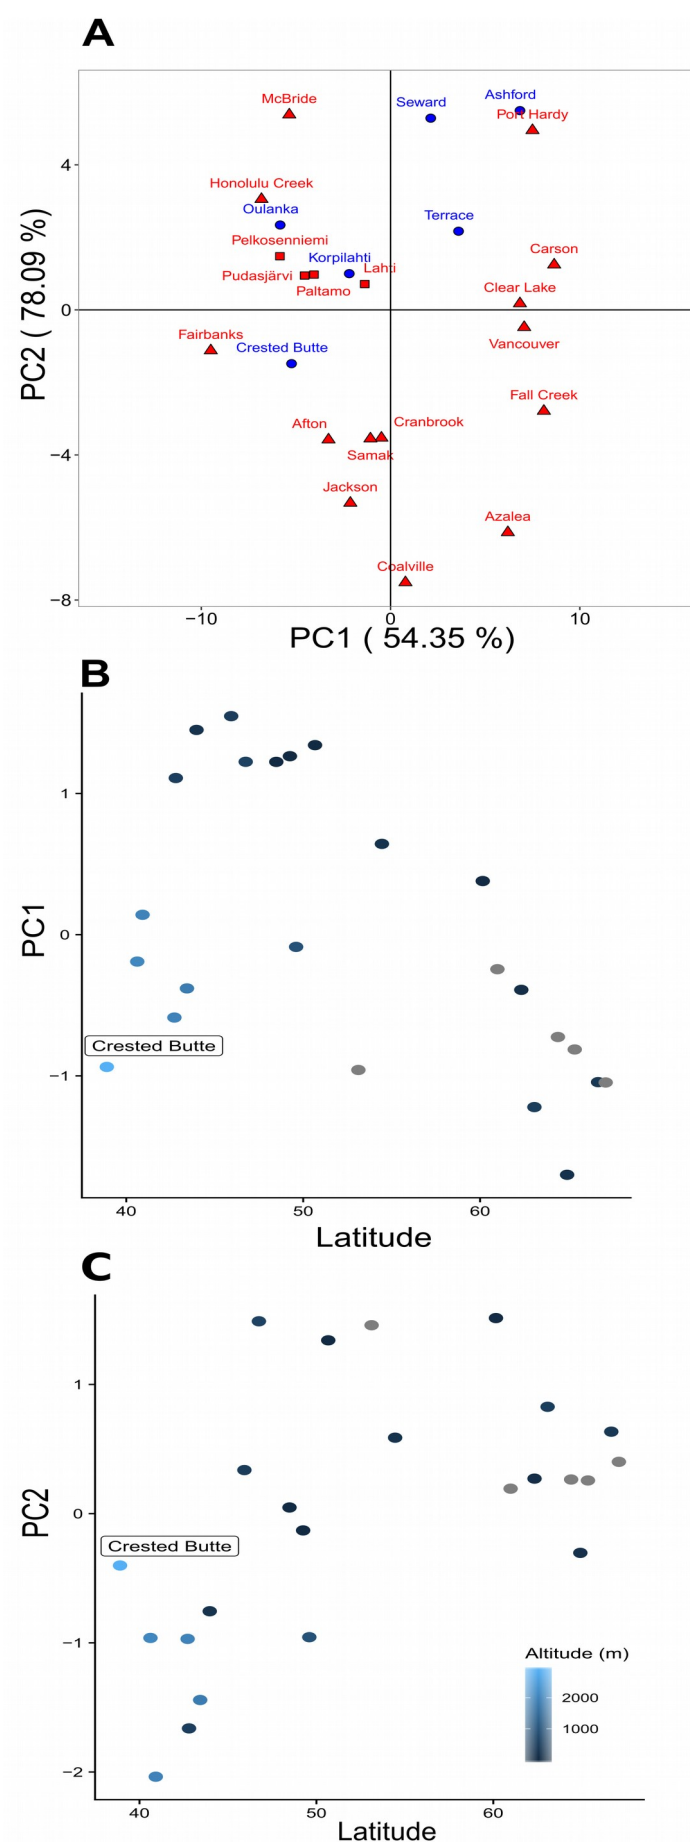 A
McBride
Seward
Ashford
Port Hardy
4
Honolulu Creek
Oulanka
Terrace
Pelkosenniemi
Korpilahti
Carson
Pudasjärvi
Lahti
Paltamo
Clear Lake
0
Fairbanks
Crested Butte
Vancouver
Fall Creek
Afton
Cranbrook
−4
Samak
Jackson
Azalea
Coalville
−8
PC2 ( 78.09 %)
−10
0
10
PC1 ( 54.35 %)
B
1
0
−1
PC1
Crested Butte
40
50
60
Latitude
C
1
0
−1
−2
PC2
Crested Butte
Altitude (m)
2000
1000
40
50
60
Latitude